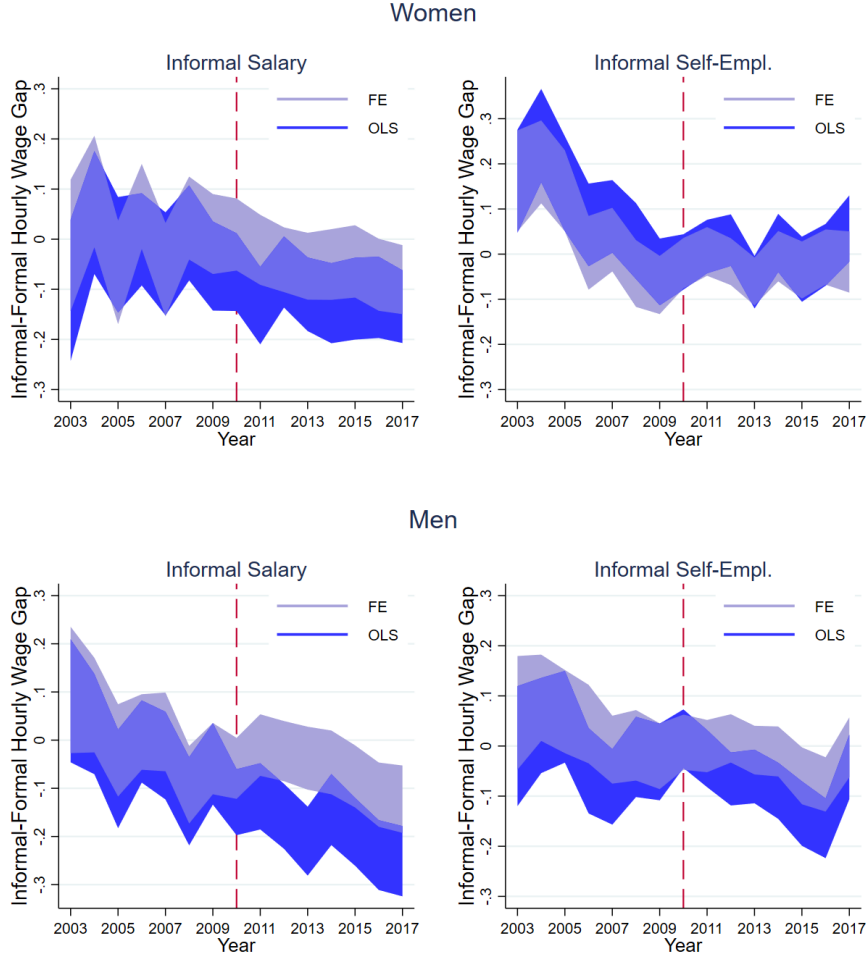 Women
Informal Salary
Informal-Formal Hourly Wage Gap
.3
.2
.1
0
-.1
-.2
-.3
FE
OLS
2003 2005 2007 2009 2011 2013 2015 2017
Year
Informal Self-Empl.
Informal-Formal Hourly Wage Gap
.3
.2
.1
0
-.1
-.2
-.3
FE
OLS
2003 2005 2007 2009 2011 2013 2015 2017
Year
Men
Informal Salary
Informal-Formal Hourly Wage Gap
.3
.2
.1
0
-.1
-.2
-.3
FE
OLS
2003 2005 2007 2009 2011 2013 2015 2017
Year
Informal Self-Empl.
Informal-Formal Hourly Wage Gap
.3
.2
.1
0
-.1
-.2
-.3
FE
OLS
2003 2005 2007 2009 2011 2013 2015 2017
Year